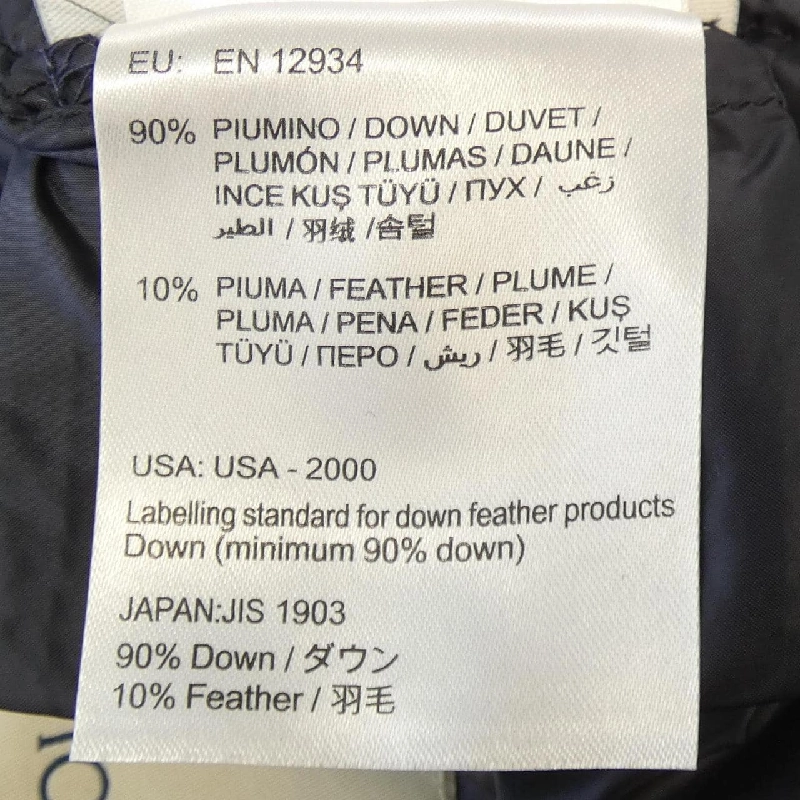 EU: EN 12934
90% PIUMINO / DOWN / DUVET /
PLUMÓN / PLUMAS / DAUNE /
INCE KUŞ TÜYÜ / ПУХ / زغب
الطير / 羽绒 /솜털
10% PIUMA / FEATHER / PLUME /
PLUMA / PENA / FEDER / KUŞ
TÜYÜ / ПЕРО / ريش / 羽毛 / 깃털
USA: USA - 2000
Labelling standard for down feather products
Down (minimum 90% down)
JAPAN:JIS 1903
90% Down / ダウン
10% Feather / 羽毛